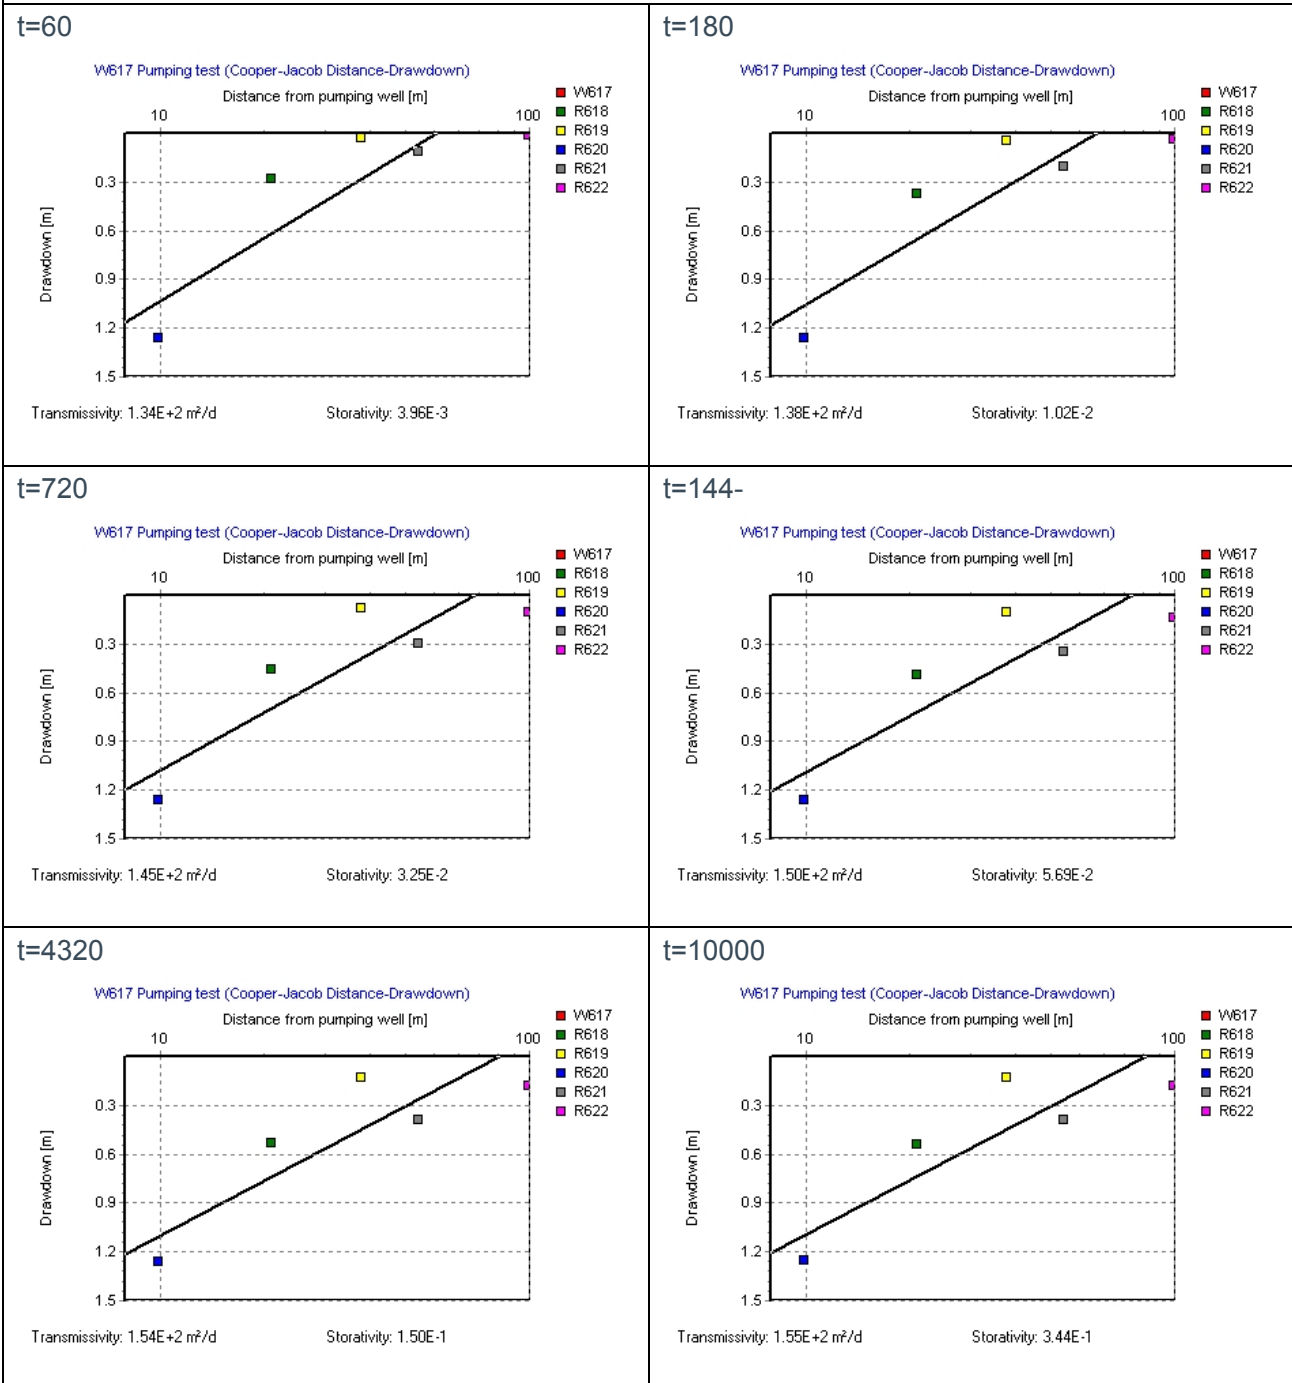 t=60
W617 Pumping test (Cooper-Jacob Distance-Drawdown)
Distance from pumping well [m]
10 100
W617
R618
R619
R620
R621
R622
Drawdown [m]
0.3
0.6
0.9
1.2
1.5
Transmissivity: 1.34E+2 m²/d Storativity: 3.96E-3
t=180
W617 Pumping test (Cooper-Jacob Distance-Drawdown)
Distance from pumping well [m]
10 100
W617
R618
R619
R620
R621
R622
Drawdown [m]
0.3
0.6
0.9
1.2
1.5
Transmissivity: 1.38E+2 m²/d Storativity: 1.02E-2
t=720
W617 Pumping test (Cooper-Jacob Distance-Drawdown)
Distance from pumping well [m]
10 100
W617
R618
R619
R620
R621
R622
Drawdown [m]
0.3
0.6
0.9
1.2
1.5
Transmissivity: 1.45E+2 m²/d Storativity: 3.25E-2
t=144-
W617 Pumping test (Cooper-Jacob Distance-Drawdown)
Distance from pumping well [m]
10 100
W617
R618
R619
R620
R621
R622
Drawdown [m]
0.3
0.6
0.9
1.2
1.5
Transmissivity: 1.50E+2 m²/d Storativity: 5.69E-2
t=4320
W617 Pumping test (Cooper-Jacob Distance-Drawdown)
Distance from pumping well [m]
10 100
W617
R618
R619
R620
R621
R622
Drawdown [m]
0.3
0.6
0.9
1.2
1.5
Transmissivity: 1.54E+2 m²/d Storativity: 1.50E-1
t=10000
W617 Pumping test (Cooper-Jacob Distance-Drawdown)
Distance from pumping well [m]
10 100
W617
R618
R619
R620
R621
R622
Drawdown [m]
0.3
0.6
0.9
1.2
1.5
Transmissivity: 1.55E+2 m²/d Storativity: 3.44E-1